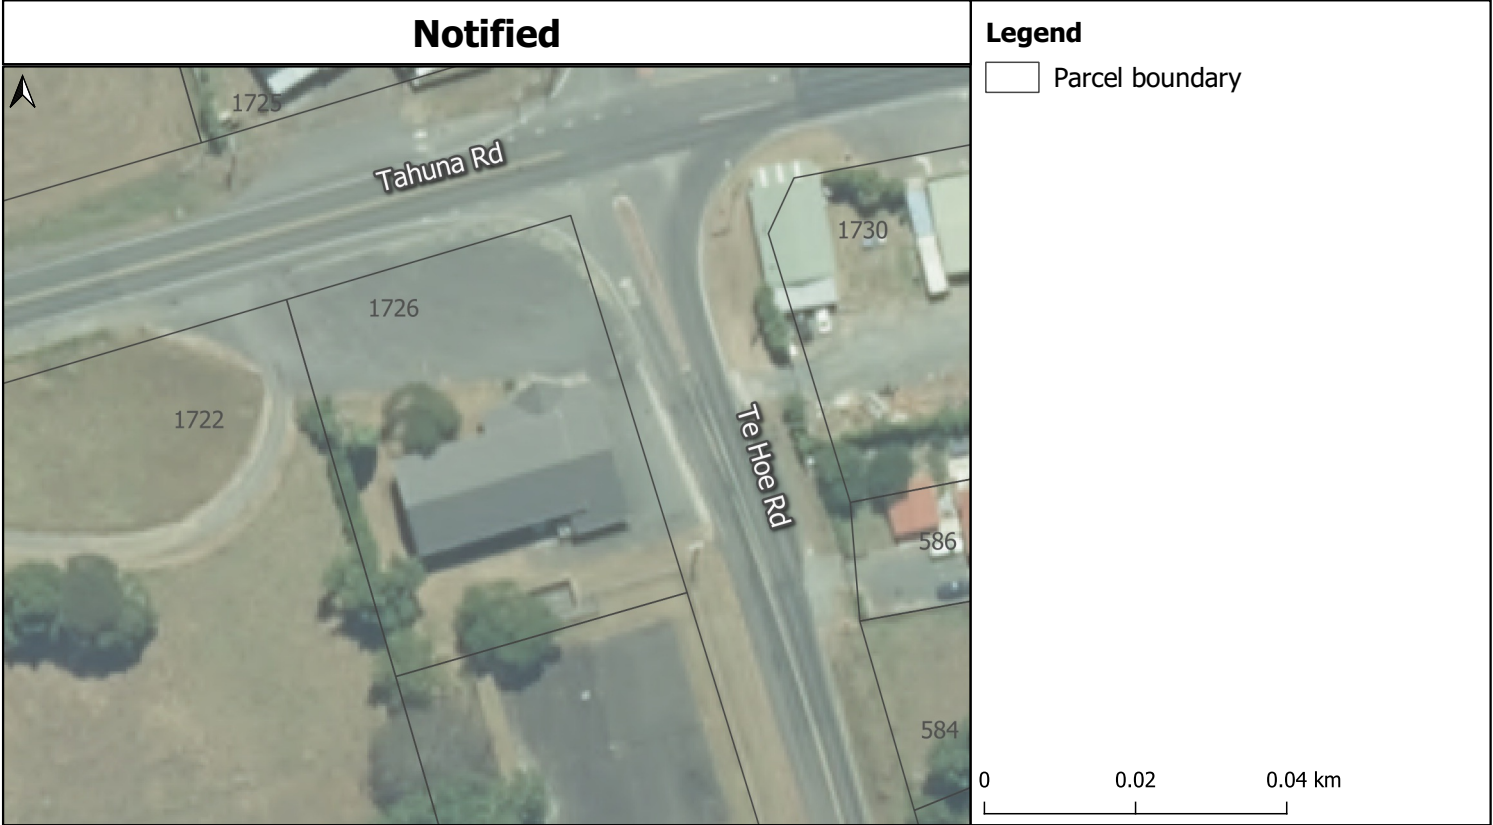 Notified
Legend
Parcel boundary
1725
Tahuna Rd
1730
1726
1722
Te Hoe Rd
586
584
0 0.02 0.04 km